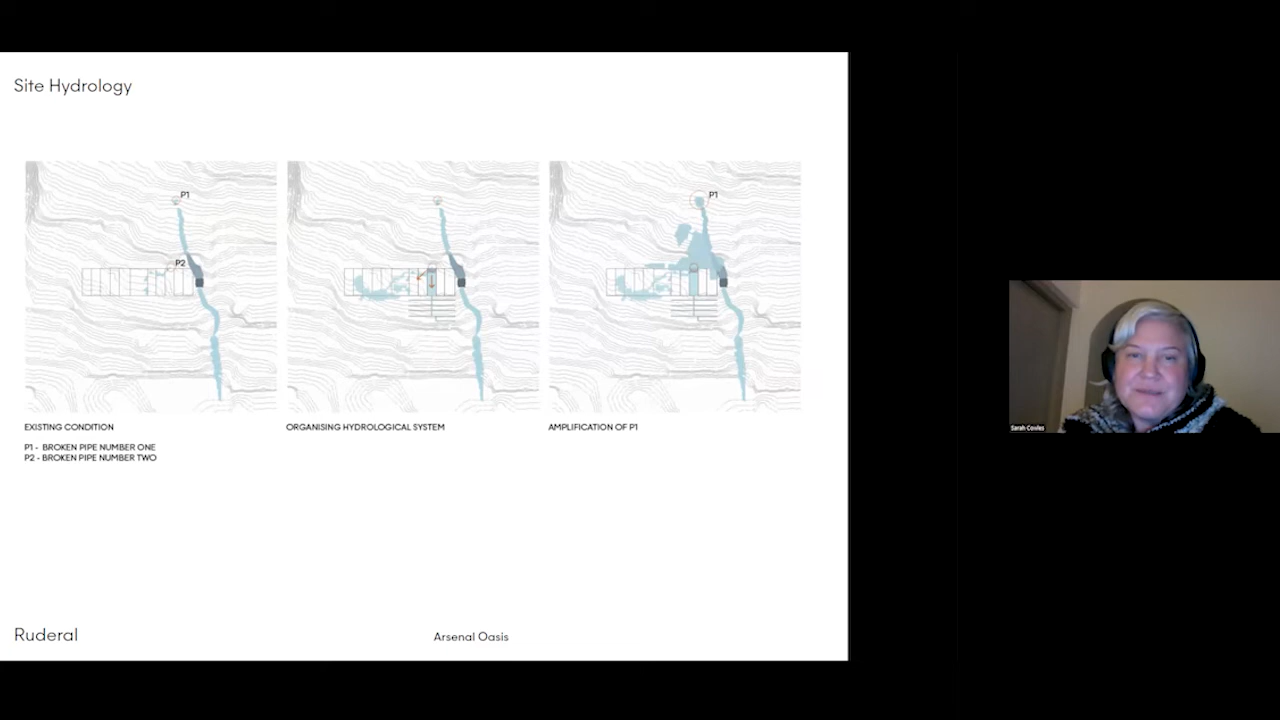 Site Hydrology
P1
P2
P1
EXISTING CONDITION
ORGANISING HYDROLOGICAL SYSTEM
AMPLIFICATION OF P1
P1 - BROKEN PIPE NUMBER ONE
P2 - BROKEN PIPE NUMBER TWO
Sarah Cowles
Ruderal
Arsenal Oasis